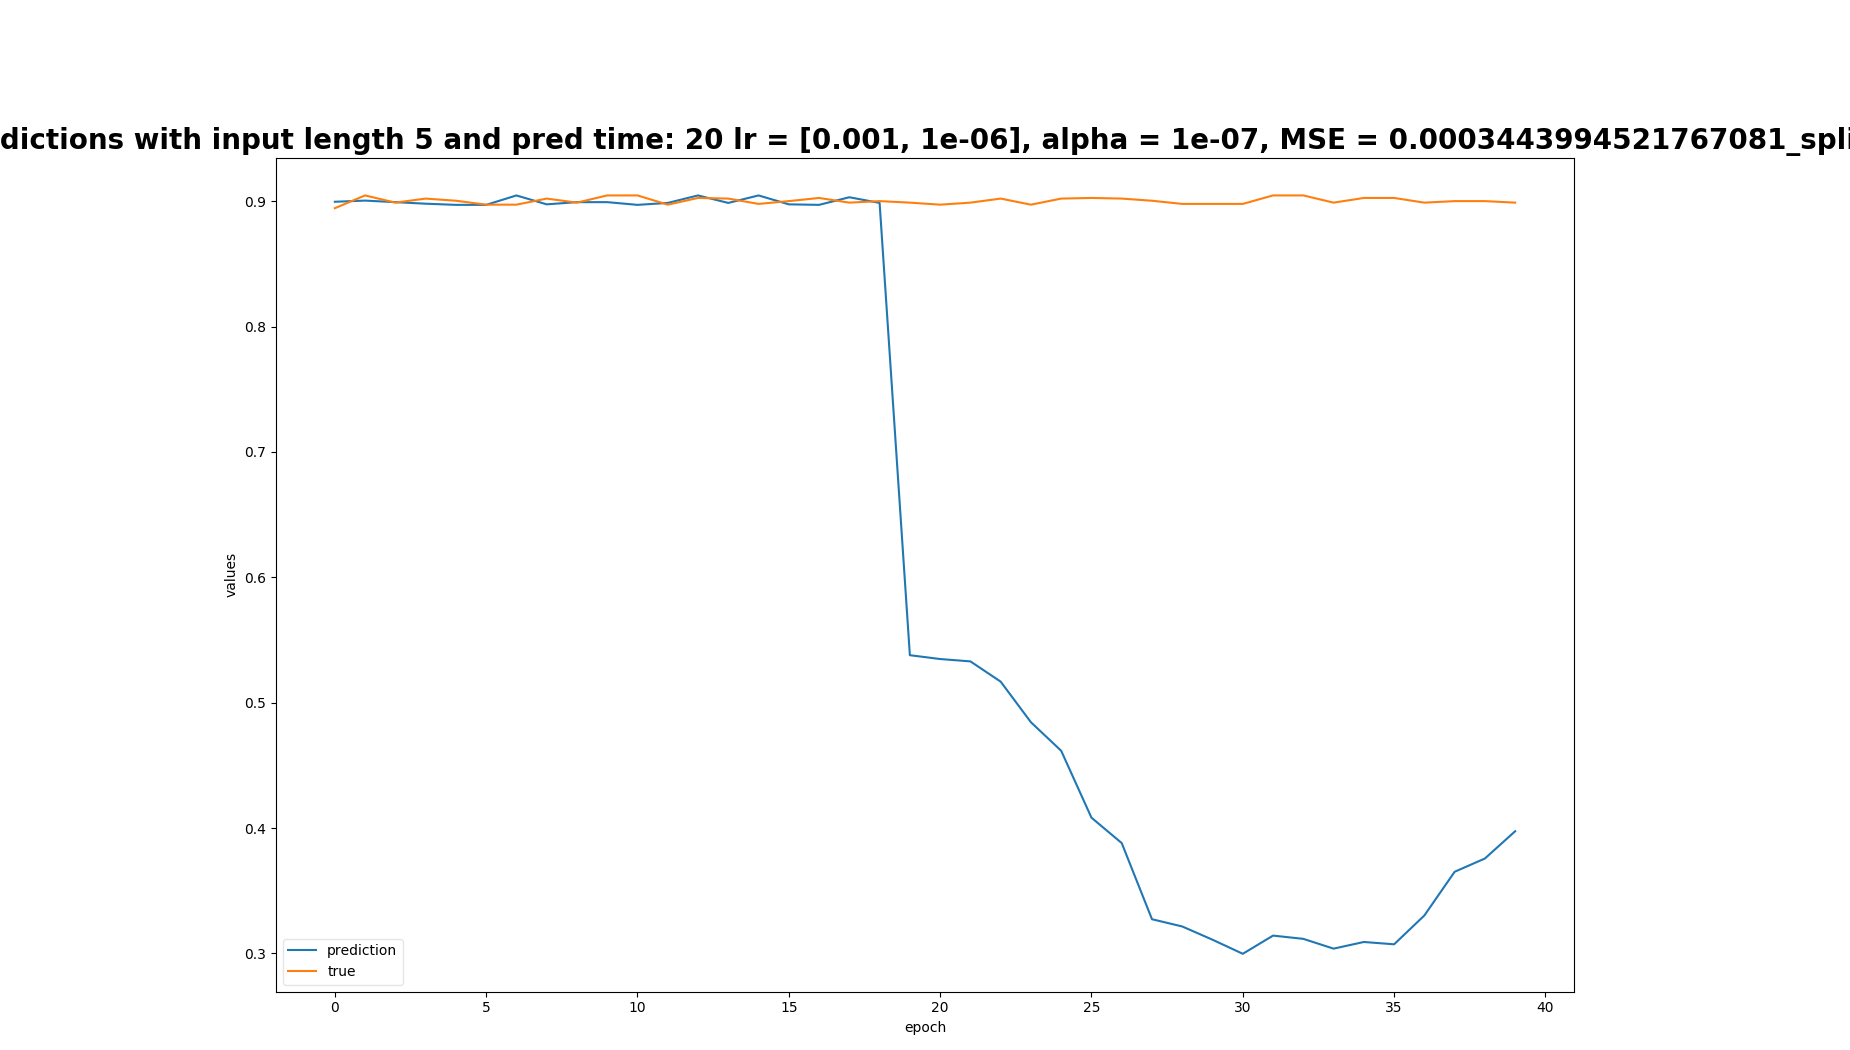 dictions with input length 5 and pred time: 20 lr = [0.001, 1e-06], alpha = 1e-07, MSE = 0.0003443994521767081_spli
0.9
0.8
0.7
0.6
0.5
0.4
0.3
values
prediction
true
0 5 10 15 20 25 30 35 40
epoch